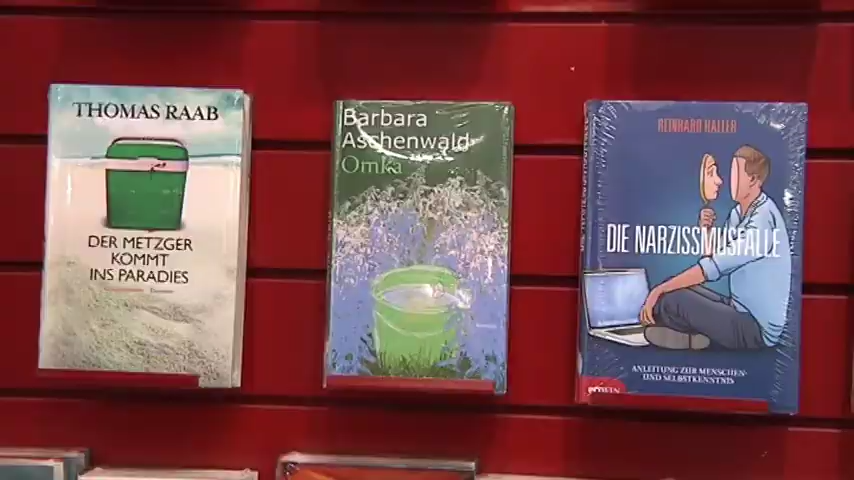 THOMAS RAAB
DER METZGER
KOMMT
INS PARADIES
Barbara
Aschenwald
Omka
REINHARD HALLER
DIE NARZISSMUSFALLE
ANLEITUNG ZUR MENSCHEN-
UND SELBSTKENNTNIS